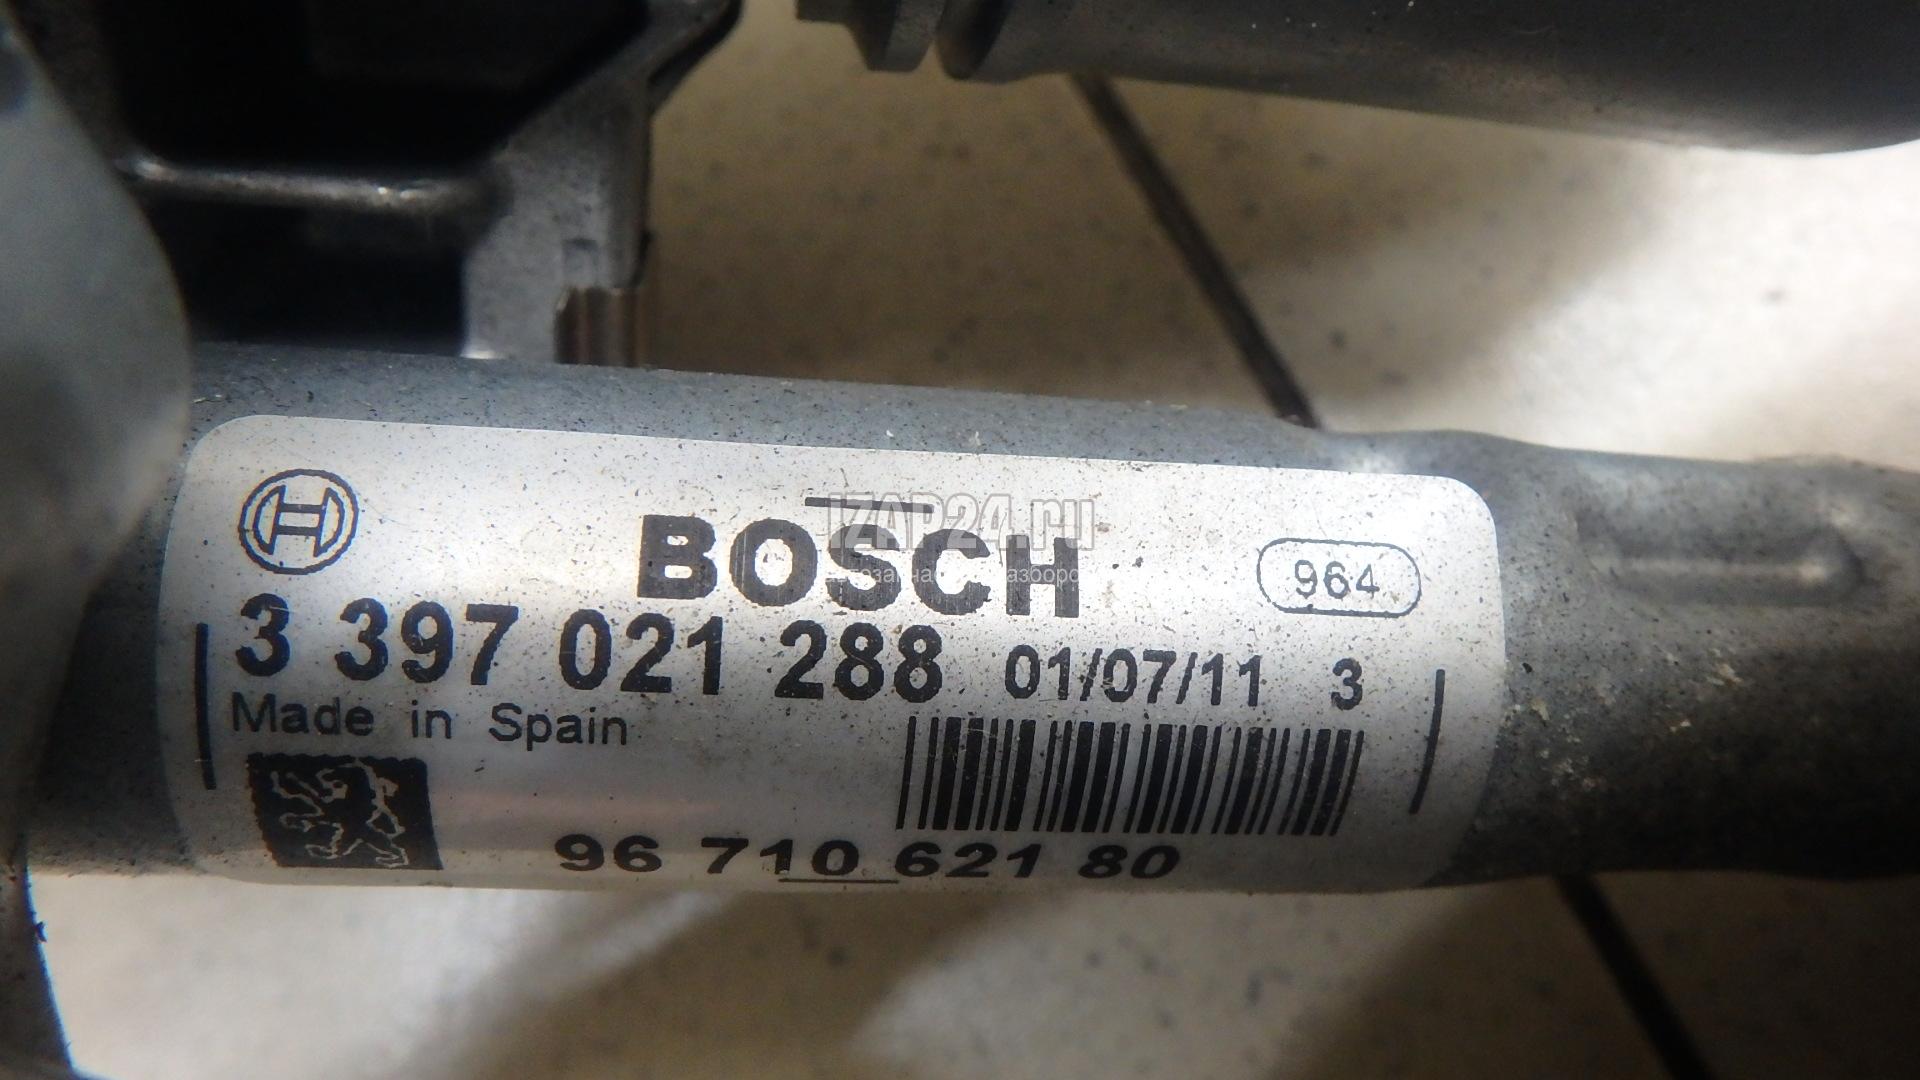 BOSCH
964
3 397 021 288 01/07/11 3
Made in Spain
96 710 621 80
IZAP24.ru